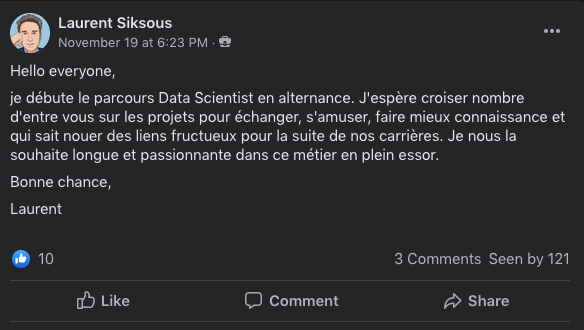 Laurent Siksous
November 19 at 6:23 PM ·
Hello everyone,
je débute le parcours Data Scientist en alternance. J'espère croiser nombre
d'entre vous sur les projets pour échanger, s'amuser, faire mieux connaissance et
qui sait nouer des liens fructueux pour la suite de nos carrières. Je nous la
souhaite longue et passionnante dans ce métier en plein essor.
Bonne chance,
Laurent
10
3 Comments Seen by 121
Like Comment Share